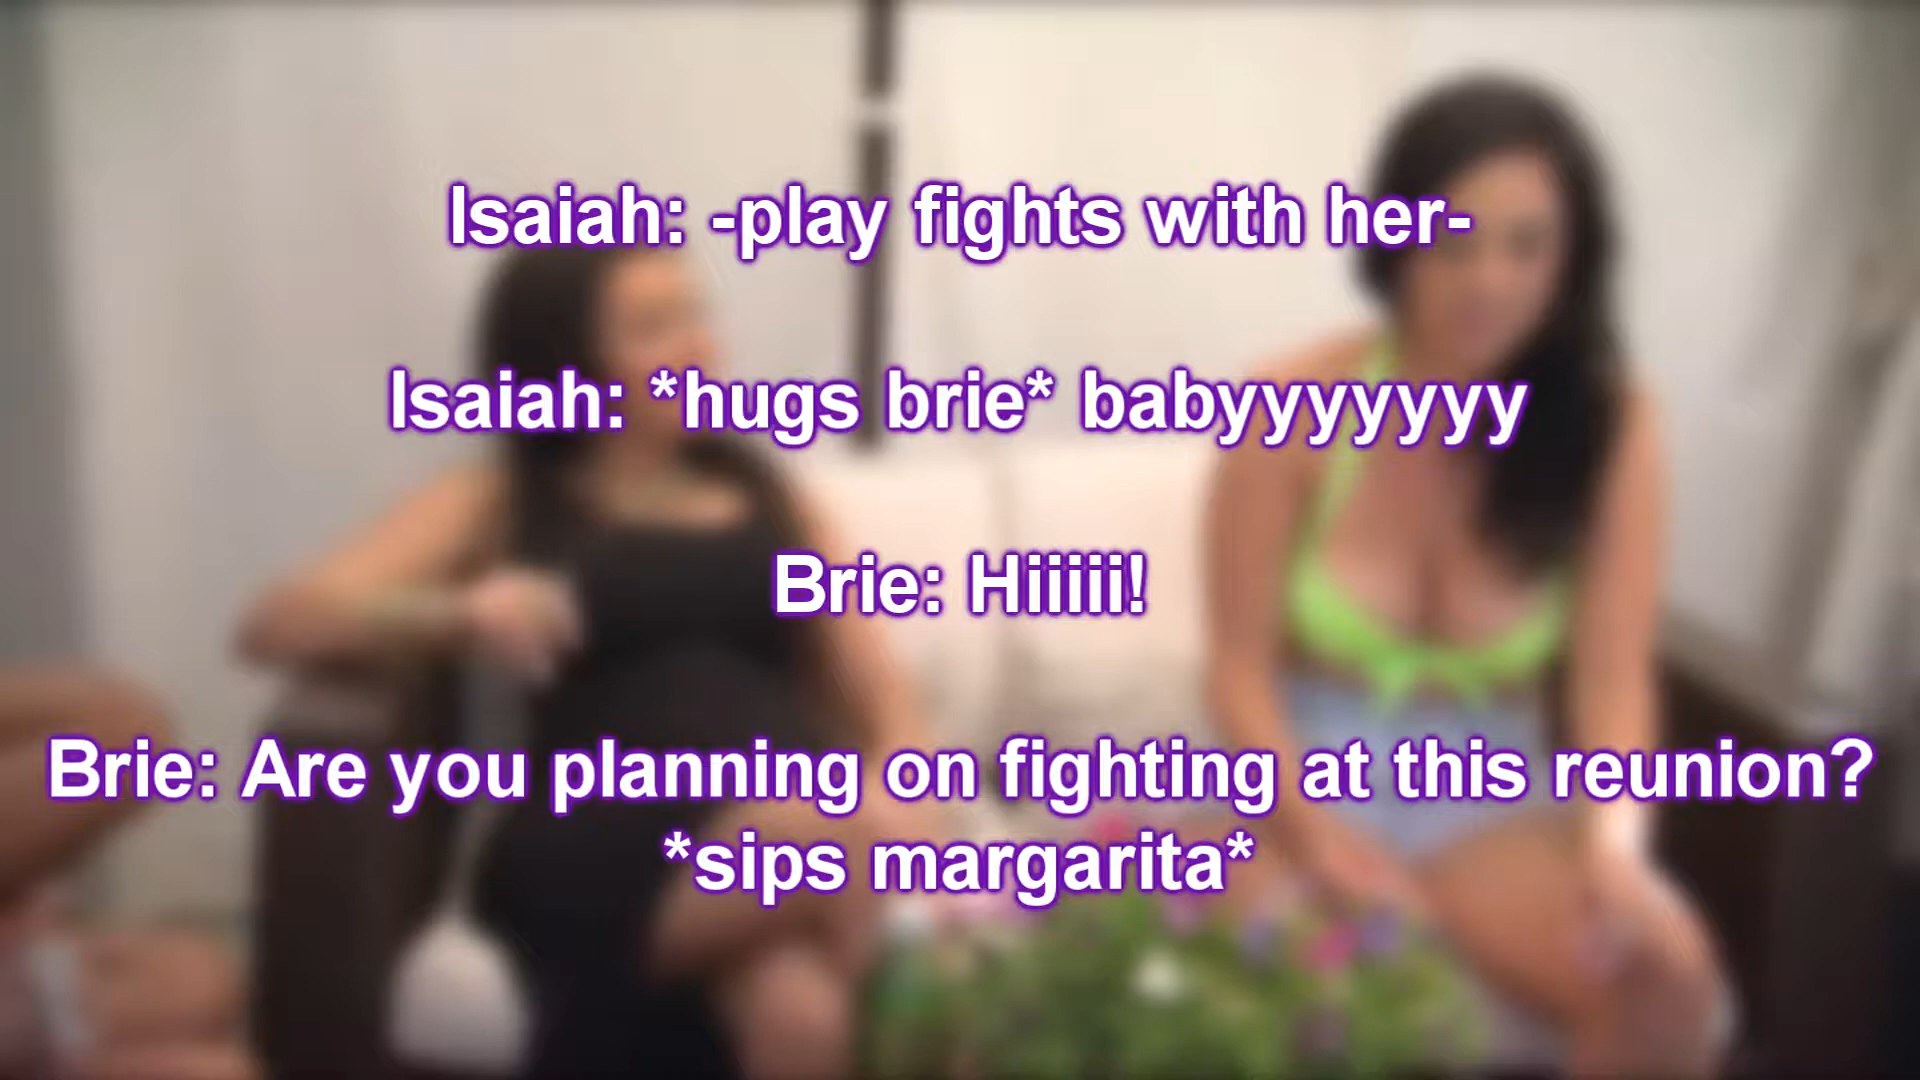 Isaiah: -play fights with her-
Isaiah: *hugs brie* babyyyyyyy
Brie: Hiiiii!
Brie: Are you planning on fighting at this reunion?
*sips margarita*